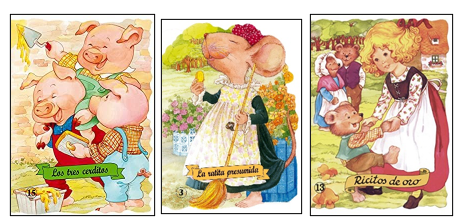 Los tres cerditos
15
La ratita presumida
3
Ricitos de oro
13